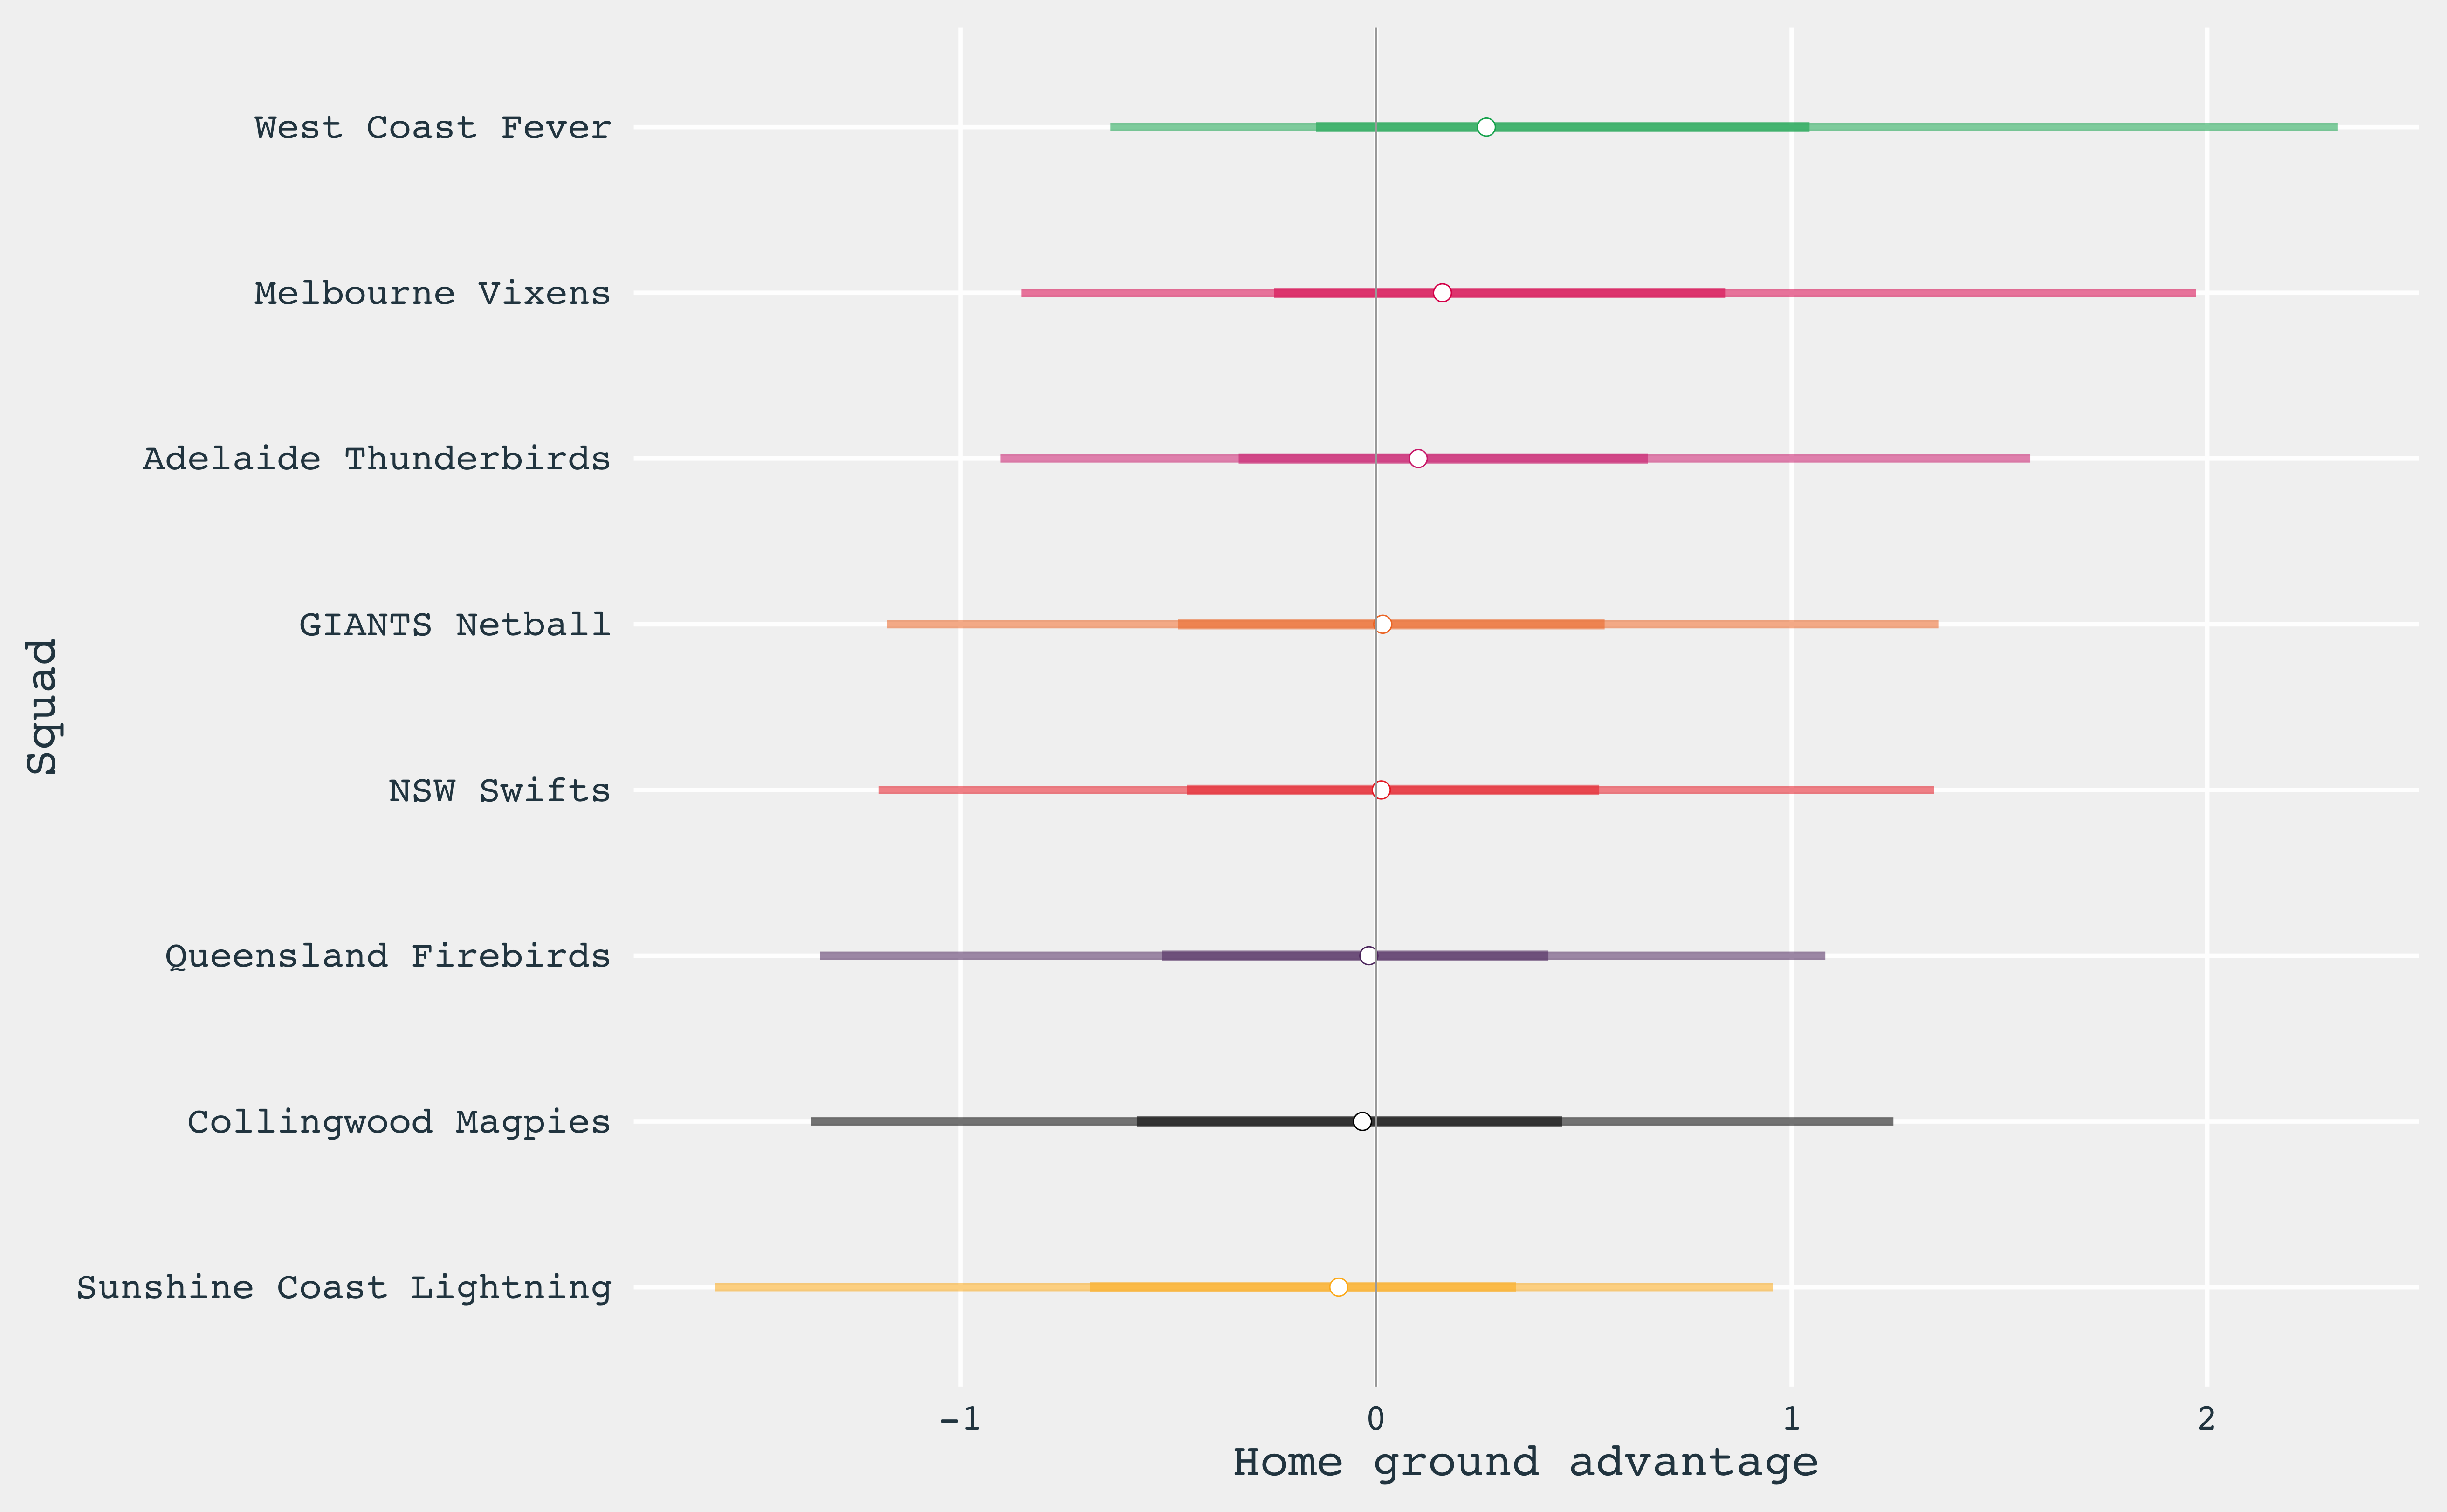 West Coast Fever
Melbourne Vixens
Adelaide Thunderbirds
GIANTS Netball
NSW Swifts
Queensland Firebirds
Collingwood Magpies
Sunshine Coast Lightning
Squad
-1 0 1 2
Home ground advantage